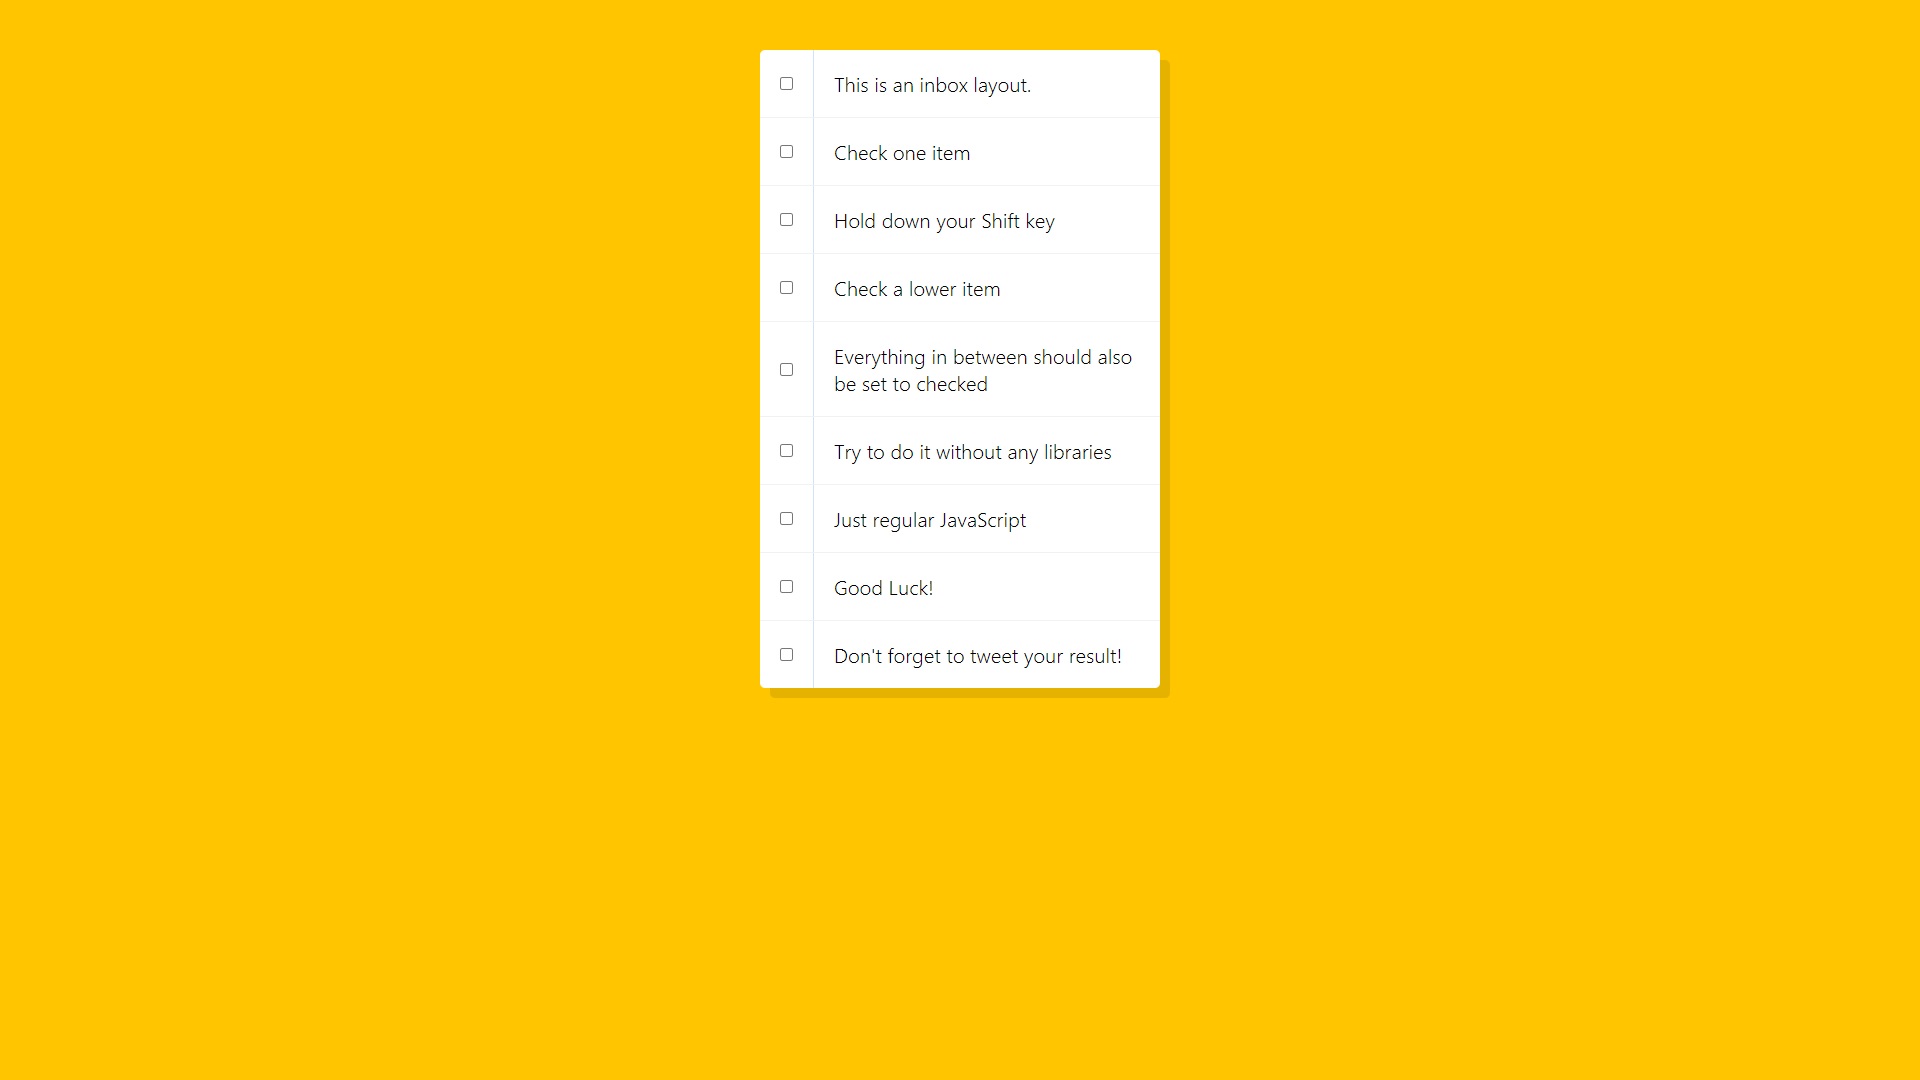 This is an inbox layout.
Check one item
Hold down your Shift key
Check a lower item
Everything in between should also
be set to checked
Try to do it without any libraries
Just regular JavaScript
Good Luck!
Don't forget to tweet your result!